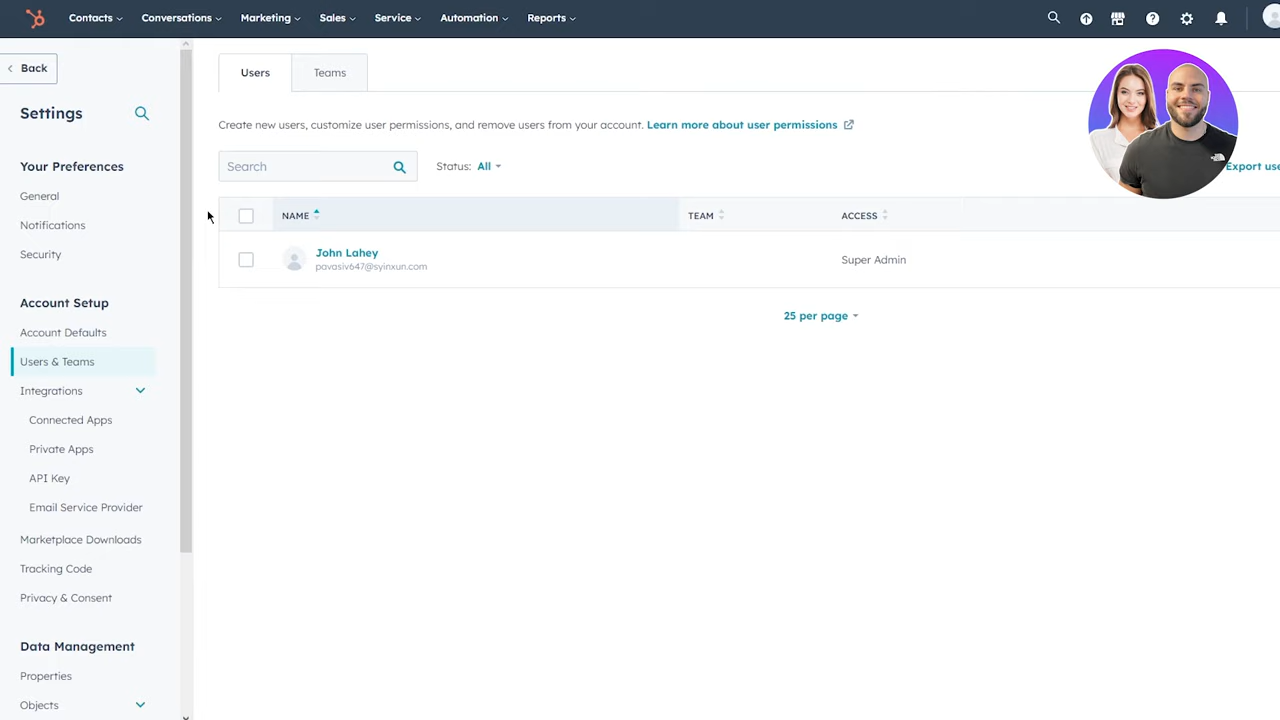 Contacts
Conversations
Marketing
Sales
Service
Automation
Reports
Back
Settings
Your Preferences
General
Notifications
Security
Account Setup
Account Defaults
Users & Teams
Integrations
Connected Apps
Private Apps
API Key
Email Service Provider
Marketplace Downloads
Tracking Code
Privacy & Consent
Data Management
Properties
Objects
Users
Teams
Create new users, customize user permissions, and remove users from your account. Learn more about user permissions
Search
Status: All
Export use
NAME
TEAM
ACCESS
John Lahey
Super Admin
pavasiv647@syinxun.com
25 per page